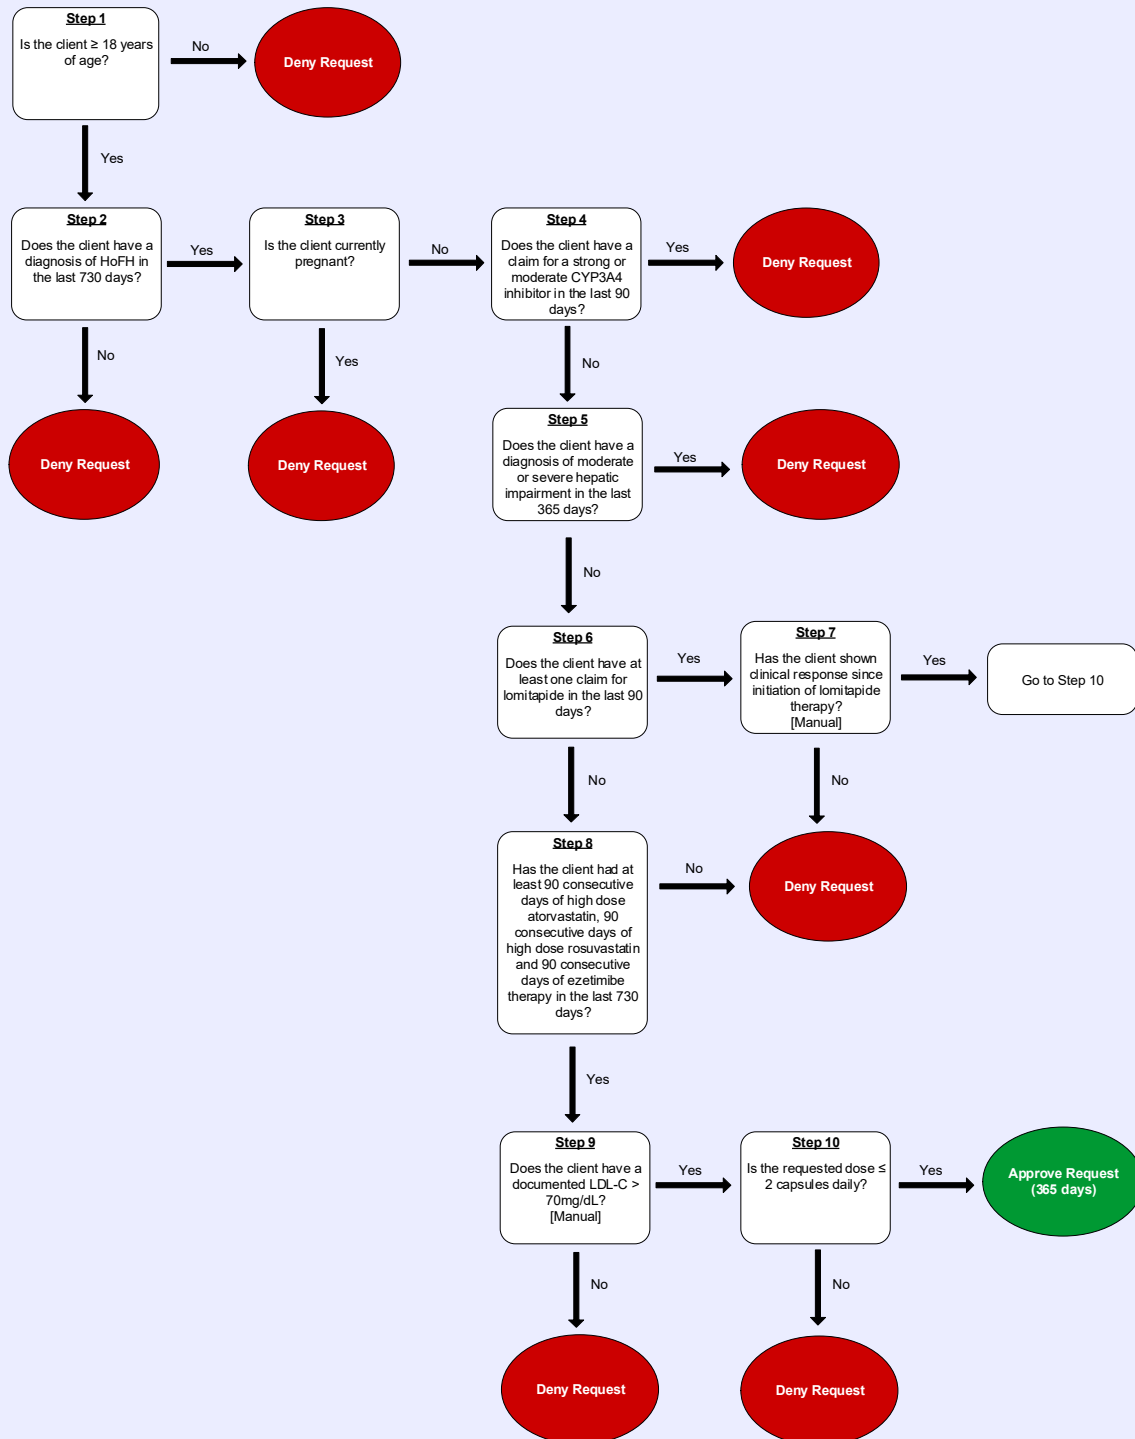 Step 1
Is the client ≥ 18 years
of age?
No
Deny Request
Yes
Step 2
Does the client have a
diagnosis of HoFH in
the last 730 days?
Yes
Step 3
Is the client currently
pregnant?
No
Step 4
Does the client have a
claim for a strong or
moderate CYP3A4
inhibitor in the last 90
days?
Yes
Deny Request
No
Deny Request
Yes
Deny Request
No
Step 5
Does the client have a
diagnosis of moderate
or severe hepatic
impairment in the last
365 days?
Yes
Deny Request
No
Step 6
Does the client have at
least one claim for
lomitapide in the last 90
days?
Yes
Step 7
Has the client shown
clinical response since
initiation of lomitapide
therapy?
[Manual]
Yes
Go to Step 10
No
No
Step 8
Has the client had at
least 90 consecutive
days of high dose
atorvastatin, 90
consecutive days of
high dose rosuvastatin
and 90 consecutive
days of ezetimibe
therapy in the last 730
days?
No
Deny Request
Yes
Step 9
Does the client have a
documented LDL-C >
70mg/dL?
[Manual]
Yes
Step 10
Is the requested dose ≤
2 capsules daily?
Yes
Approve Request
(365 days)
No
Deny Request
No
Deny Request